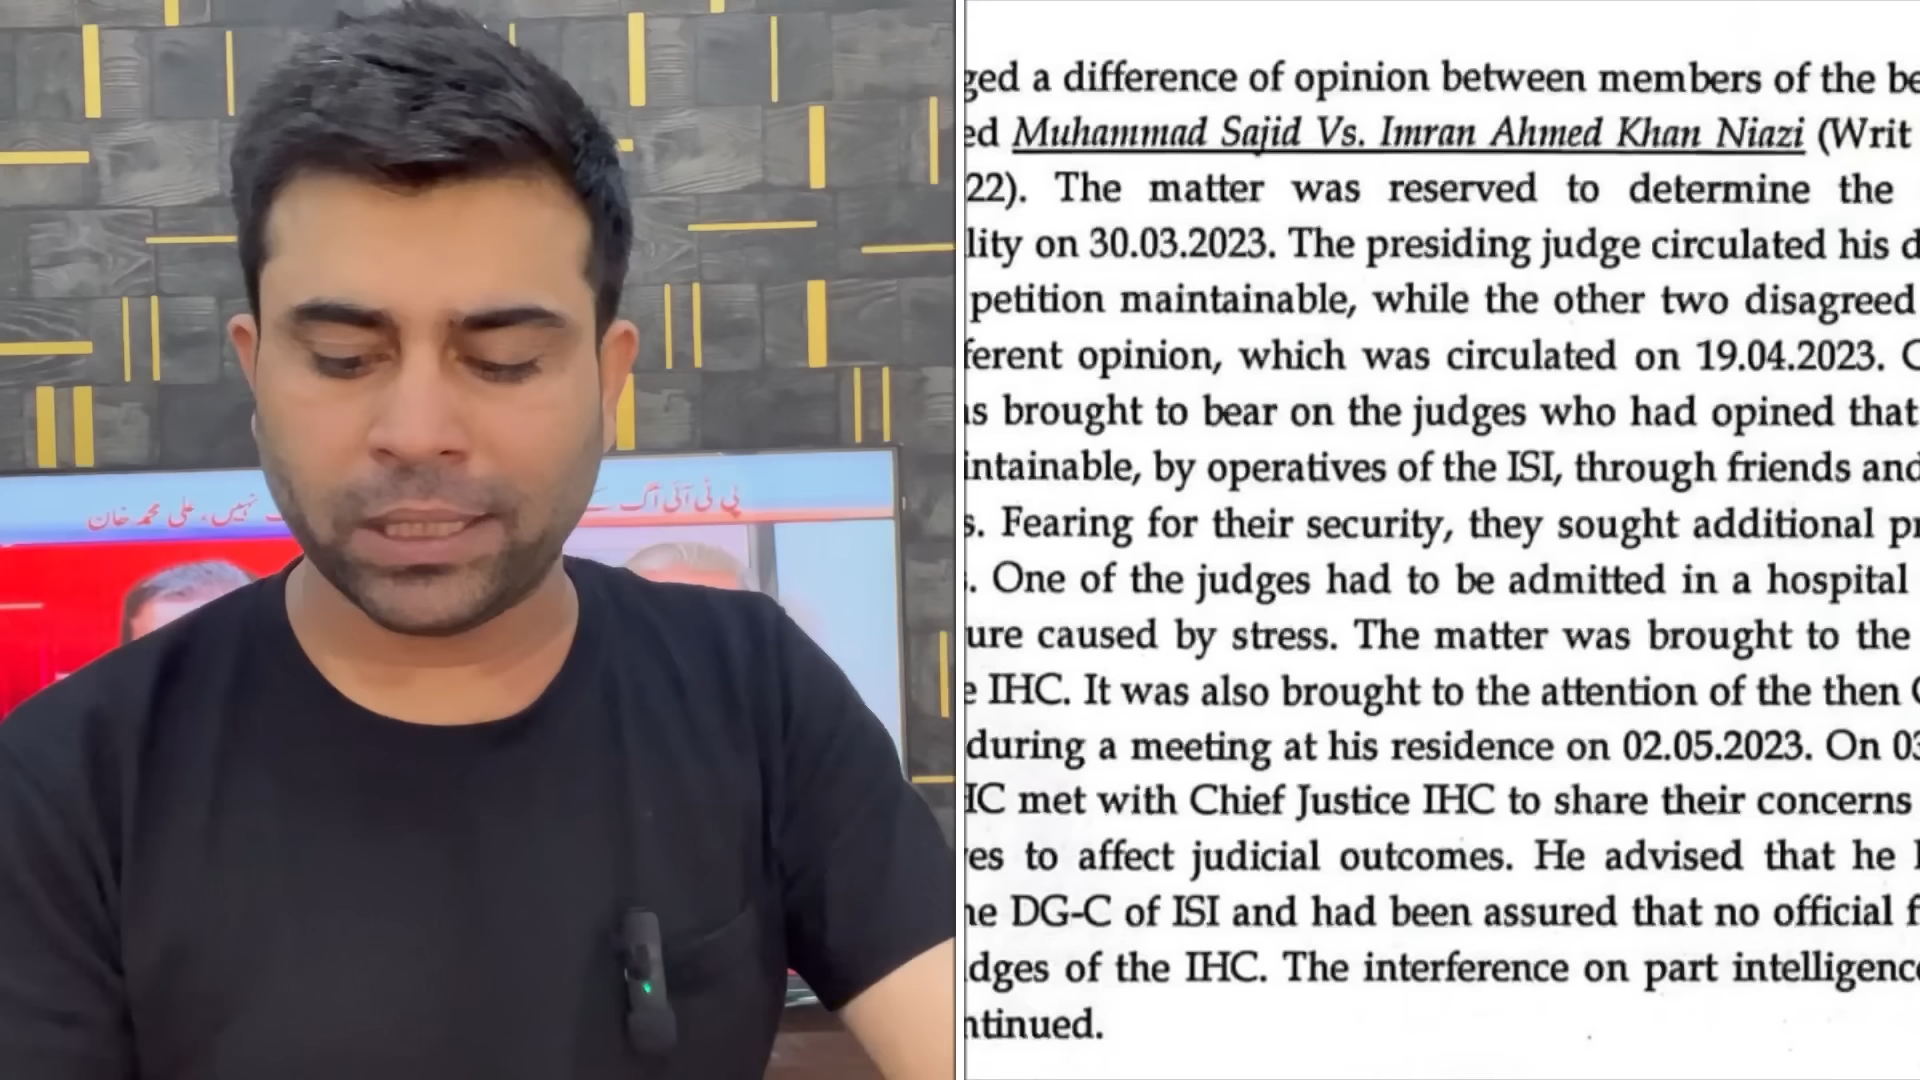 پی ٹی آئی آگ
نہیں، علی محمد خان
ged a difference of opinion between members of the be
ed Muhammad Sajid Vs. Imran Ahmed Khan Niazi (Writ
22). The matter was reserved to determine the
lity on 30.03.2023. The presiding judge circulated his d
petition maintainable, while the other two disagreed
ferent opinion, which was circulated on 19.04.2023. C
s brought to bear on the judges who had opined that
intainable, by operatives of the ISI, through friends and
s. Fearing for their security, they sought additional pr
. One of the judges had to be admitted in a hospital
ure caused by stress. The matter was brought to the
e IHC. It was also brought to the attention of the then C
during a meeting at his residence on 02.05.2023. On 03
HC met with Chief Justice IHC to share their concerns
es to affect judicial outcomes. He advised that he h
he DG-C of ISI and had been assured that no official f
dges of the IHC. The interference on part intelligence
ntinued.